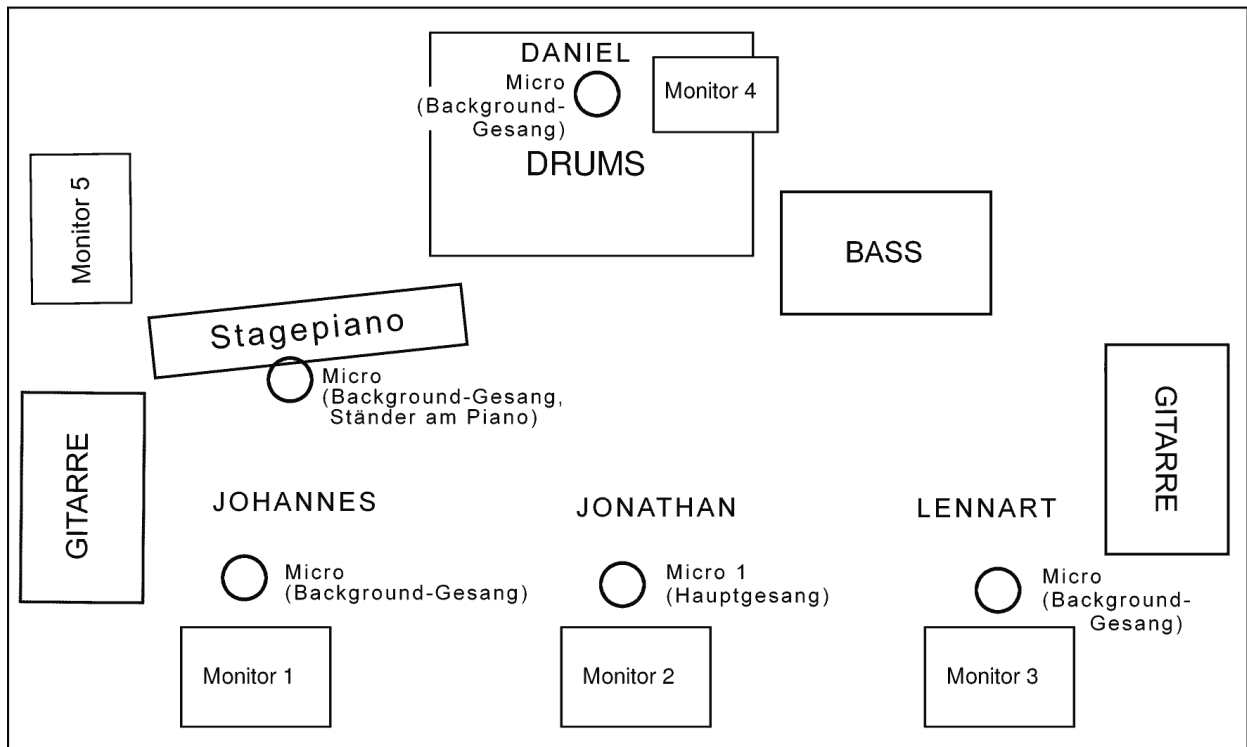 DANIEL
Micro
(Background-
Gesang)
Monitor 4
DRUMS
Monitor 5
BASS
Stagepiano
Micro
(Background-Gesang,
Ständer am Piano)
GITARRE
GITARRE
JOHANNES
JONATHAN
LENNART
Micro
(Background-Gesang)
Micro 1
(Hauptgesang)
Micro
(Background-
Gesang)
Monitor 1
Monitor 2
Monitor 3